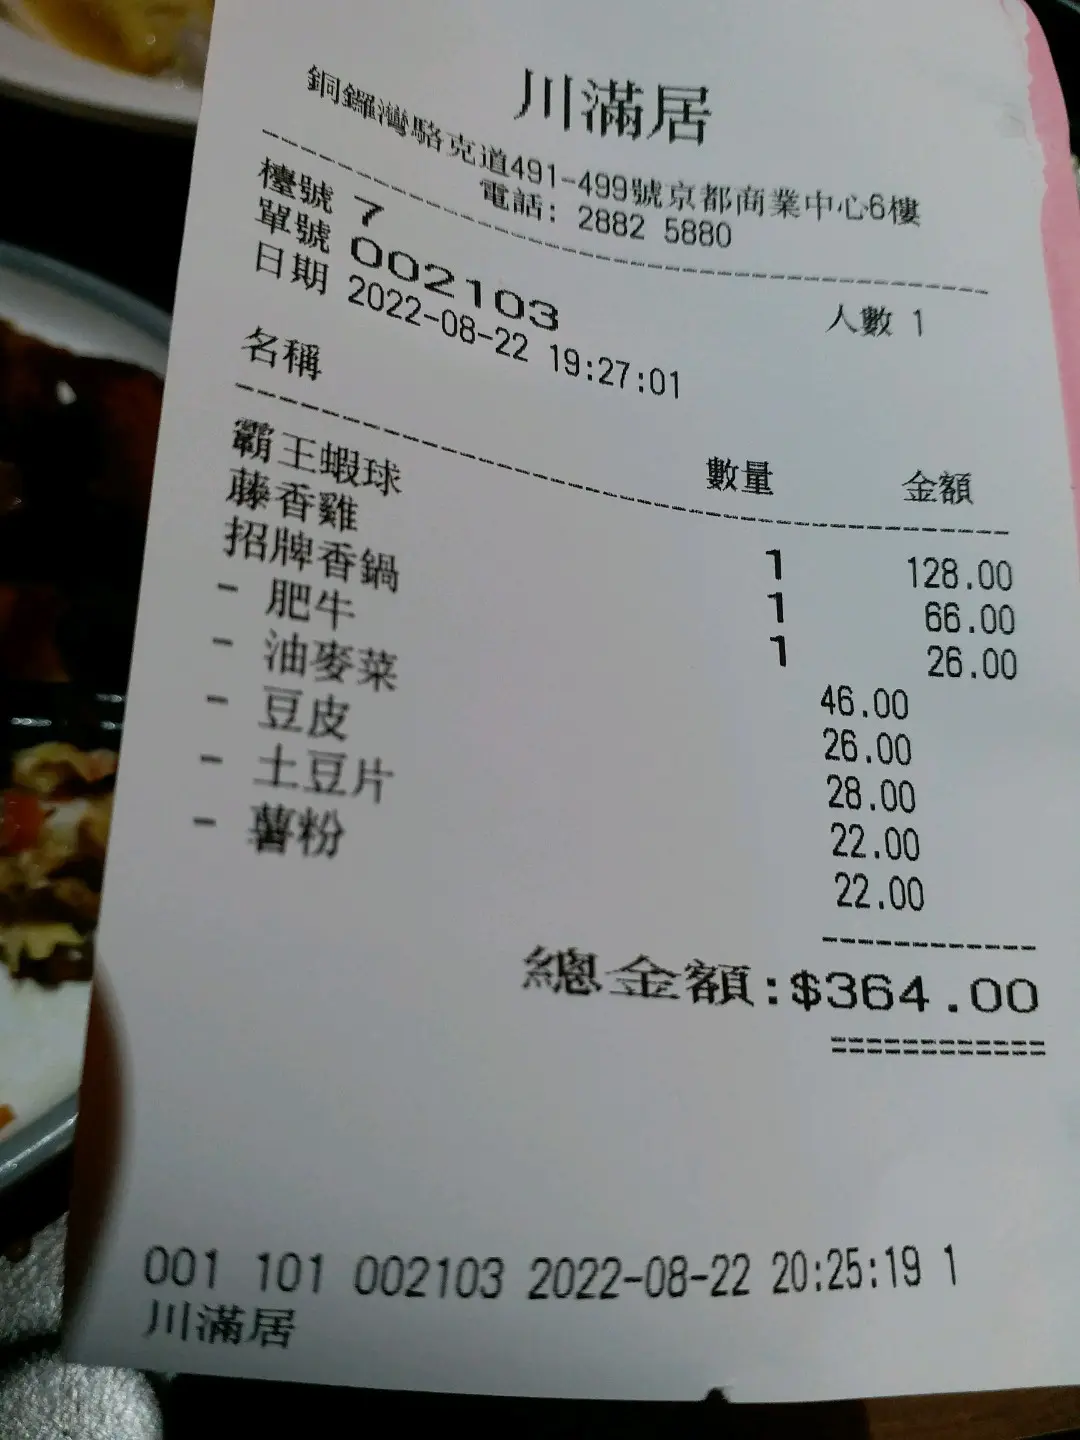 川滿居
銅鑼灣駱克道491-499號京都商業中心6樓
電話: 2882 5880
檯號 7
單號 002103 人數 1
日期 2022-08-22 19:27:01
名稱 數量 金額
霸王蝦球 1 128.00
藤香雞 1 66.00
招牌香鍋 1 26.00
- 肥牛 46.00
- 油麥菜 26.00
- 豆皮 28.00
- 土豆片 22.00
- 薯粉 22.00
總金額:$364.00
001 101 002103 2022-08-22 20:25:19 1
川滿居